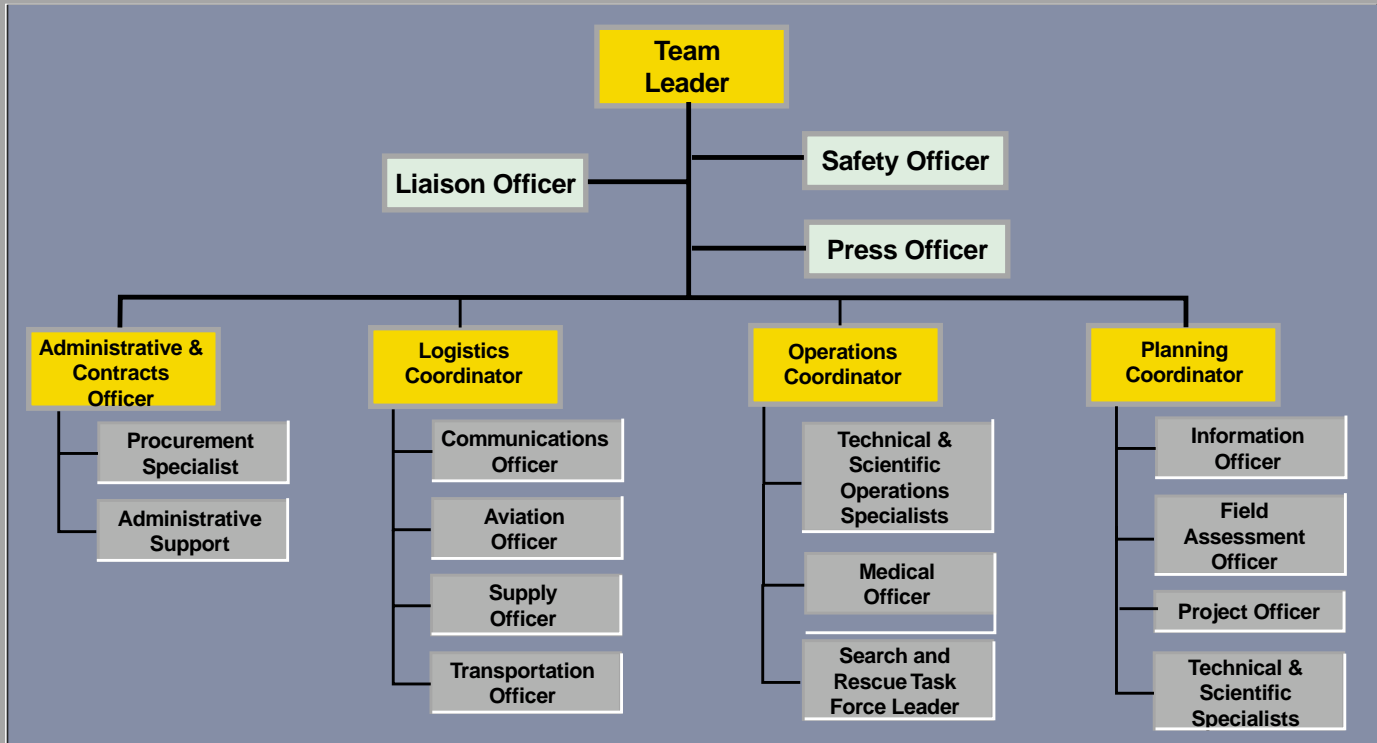 Team
Leader
Safety Officer
Liaison Officer
Press Officer
Administrative &
Contracts
Officer
Procurement
Specialist
Administrative
Support
Logistics
Coordinator
Communications
Officer
Aviation
Officer
Supply
Officer
Transportation
Officer
Operations
Coordinator
Technical &
Scientific
Operations
Specialists
Medical
Officer
Search and
Rescue Task
Force Leader
Planning
Coordinator
Information
Officer
Field
Assessment
Officer
Project Officer
Technical &
Scientific
Specialists